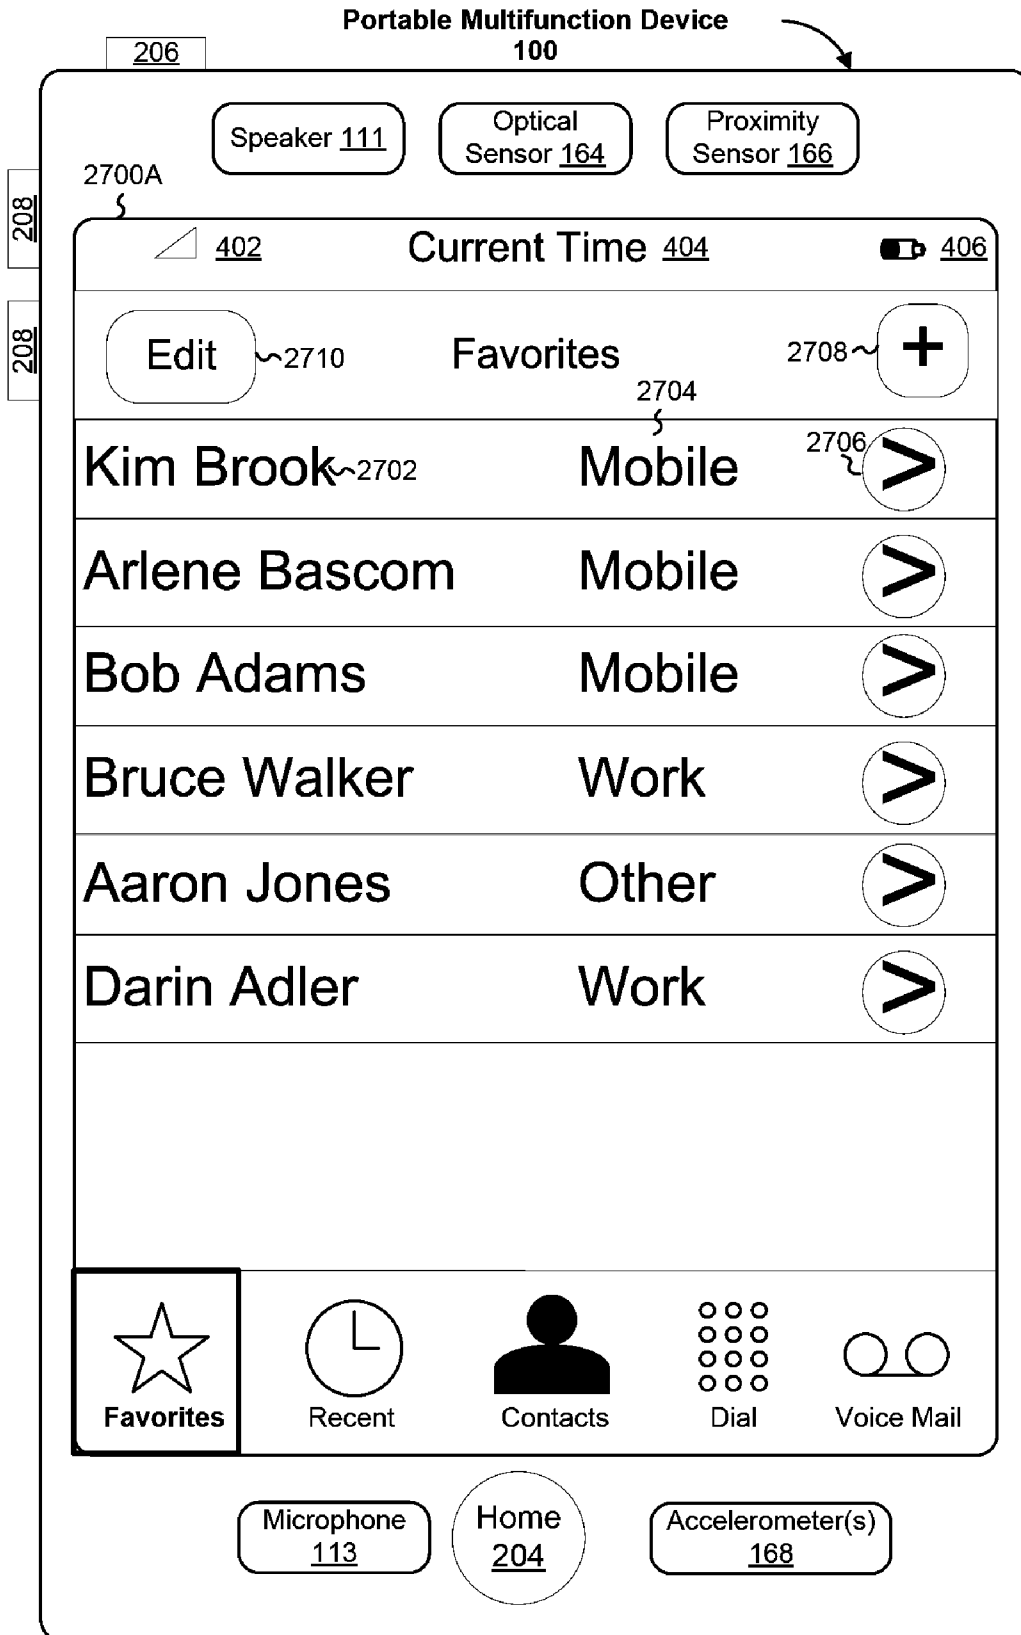 Portable Multifunction Device
100
206
Speaker 111
Optical
Sensor 164
Proximity
Sensor 166
2700A
208
208
402
Current Time 404
406
Edit
2710
Favorites
2708
+
2704
Kim Brook
2702
Mobile
2706
>
Arlene Bascom Mobile >
Bob Adams Mobile >
Bruce Walker Work >
Aaron Jones Other >
Darin Adler Work >
Favorites
Recent
Contacts
Dial
Voice Mail
Microphone
113
Home
204
Accelerometer(s)
168